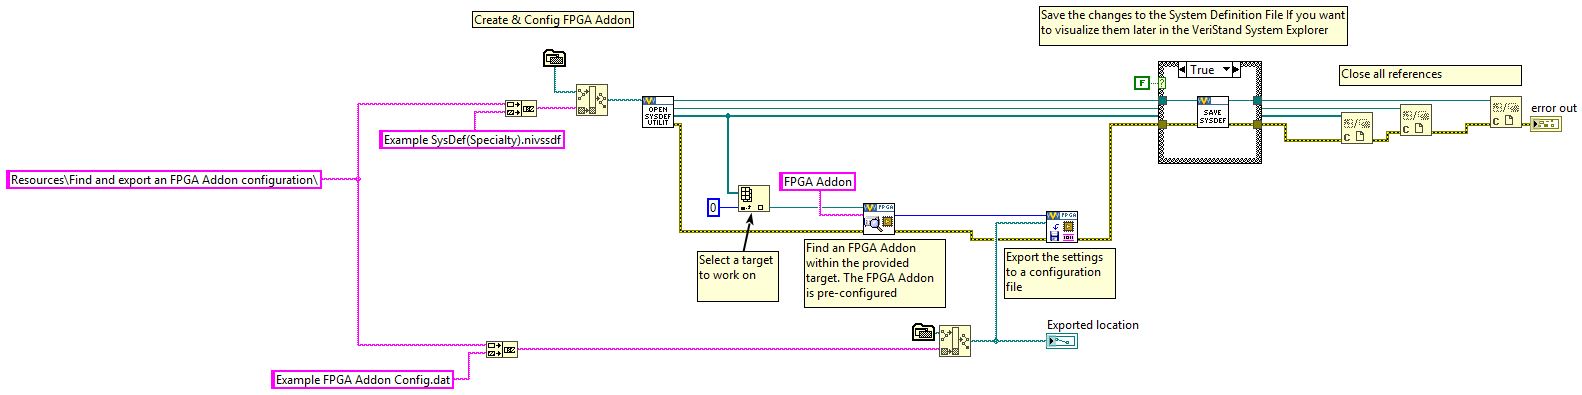 Create & Config FPGA Addon
Save the changes to the System Definition File If you want
to visualize them later in the VeriStand System Explorer
True
Close all references
F
?
OPEN
SYSDEF
UTILIT
SAVE
SYSDEF
error out
C
C
C
Example SysDef(Specialty).nivssdf
Resources\Find and export an FPGA Addon configuration\
FPGA Addon
0
FPGA
FPGA
Select a target
to work on
Find an FPGA Addon
within the provided
target. The FPGA Addon
is pre-configured
Export the settings
to a configuration
file
Exported location
Example FPGA Addon Config.dat